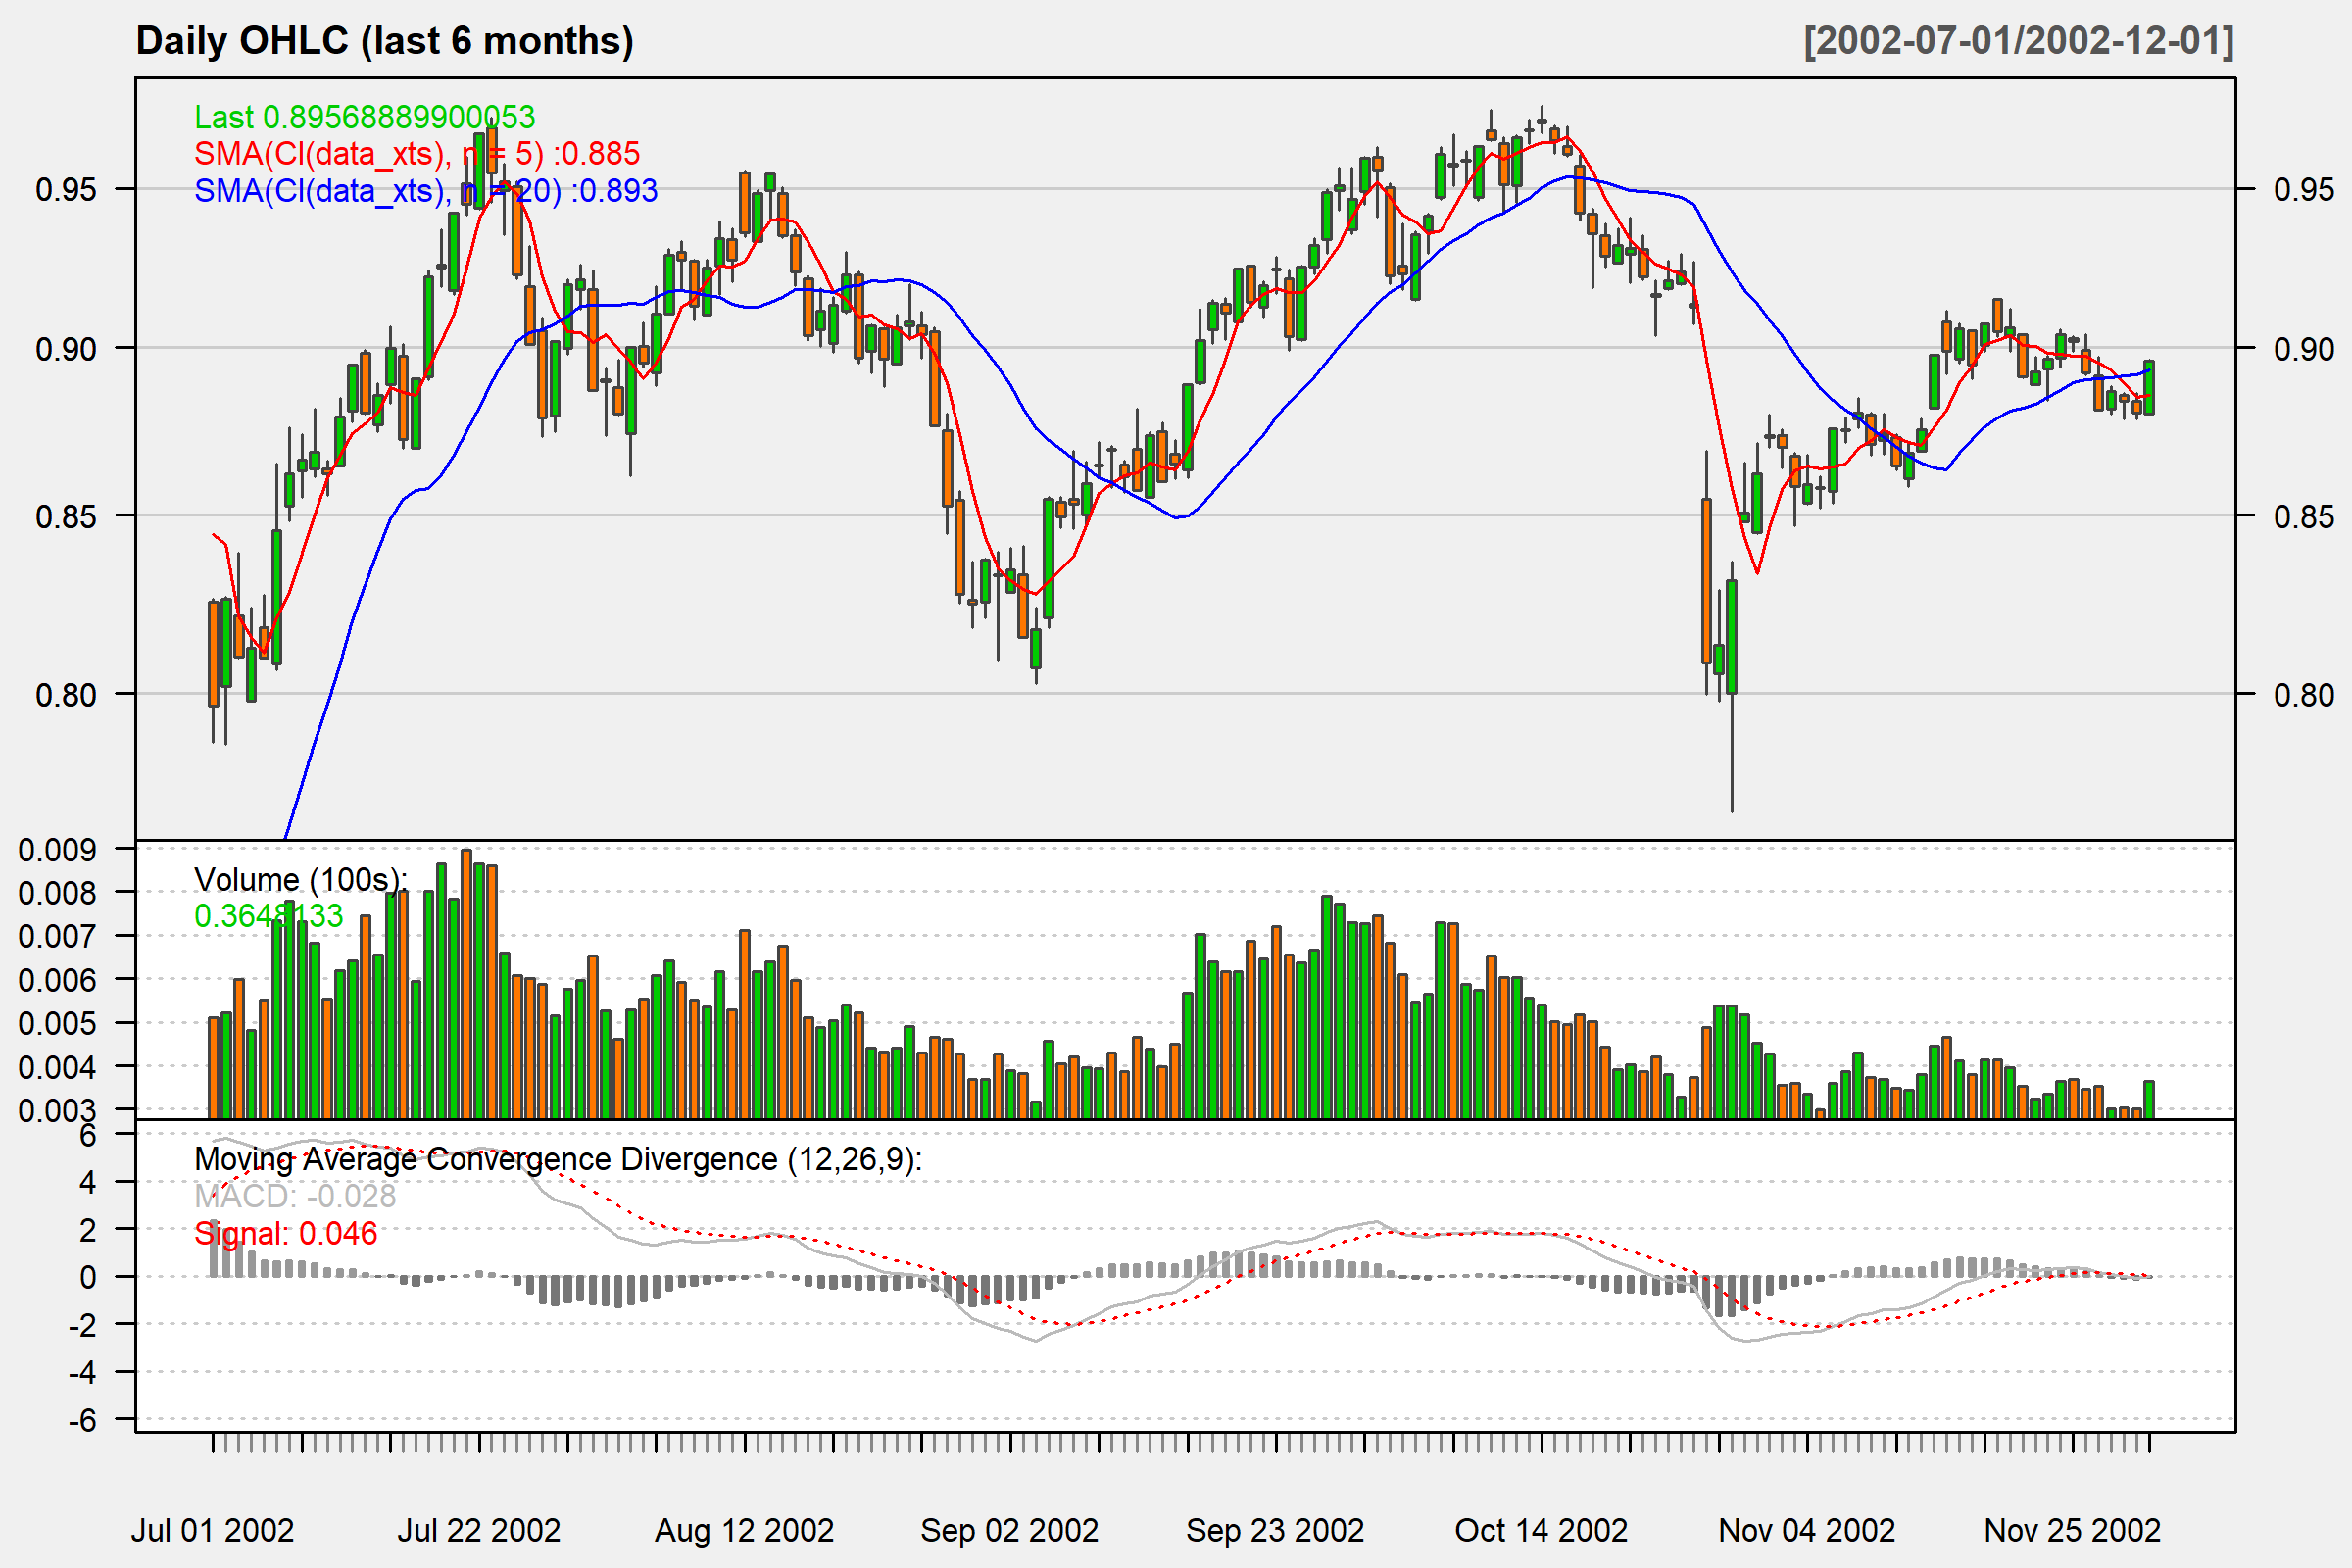 Daily OHLC (last 6 months) [2002-07-01/2002-12-01]
Last 0.89568889900053
SMA(Cl(data_xts), n = 5) :0.885
SMA(Cl(data_xts), n = 20) :0.893
0.95 0.95
0.90 0.90
0.85 0.85
0.80 0.80
0.009
Volume (100s):
0.008
0.3648133
0.007
0.006
0.005
0.004
0.003
6
Moving Average Convergence Divergence (12,26,9):
4
MACD: -0.028
2
Signal: 0.046
0
-2
-4
-6
Jul 01 2002 Jul 22 2002 Aug 12 2002 Sep 02 2002 Sep 23 2002 Oct 14 2002 Nov 04 2002 Nov 25 2002